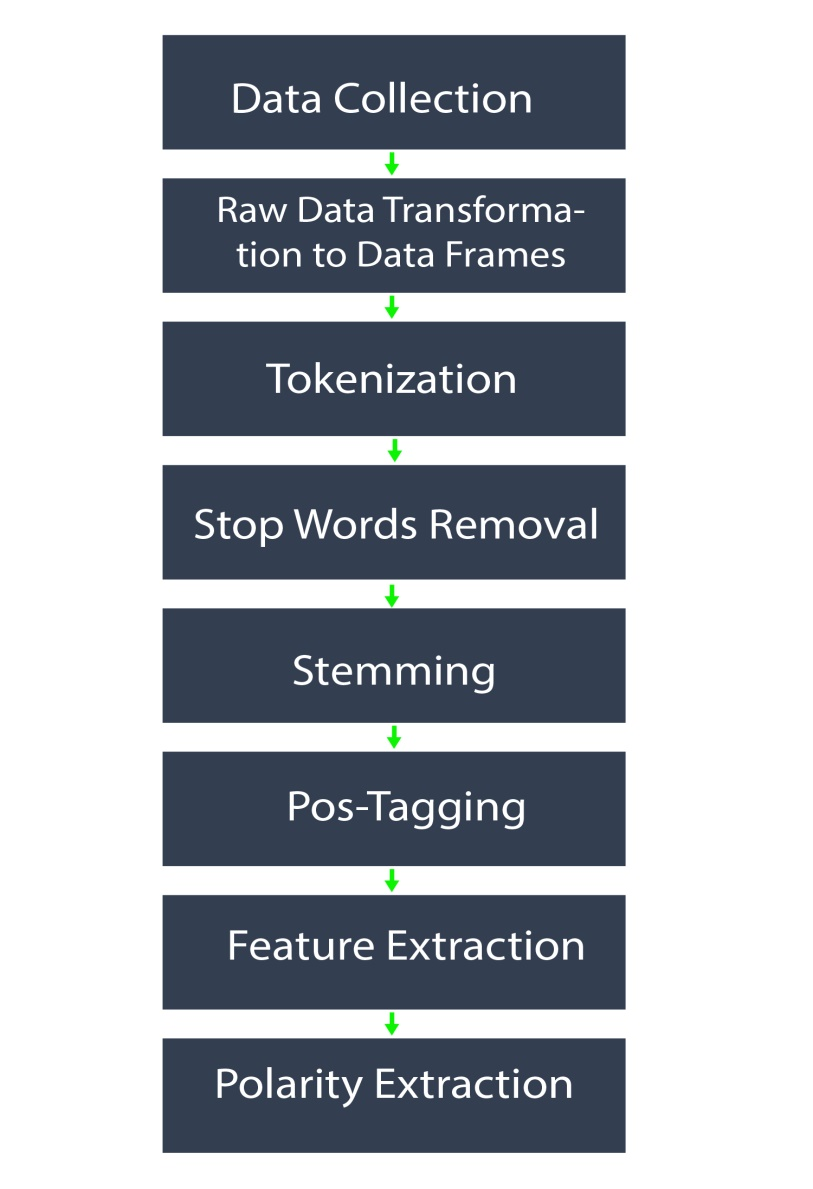 Data Collection
Raw Data Transforma-
tion to Data Frames
Tokenization
Stop Words Removal
Stemming
Pos-Tagging
Feature Extraction
Polarity Extraction